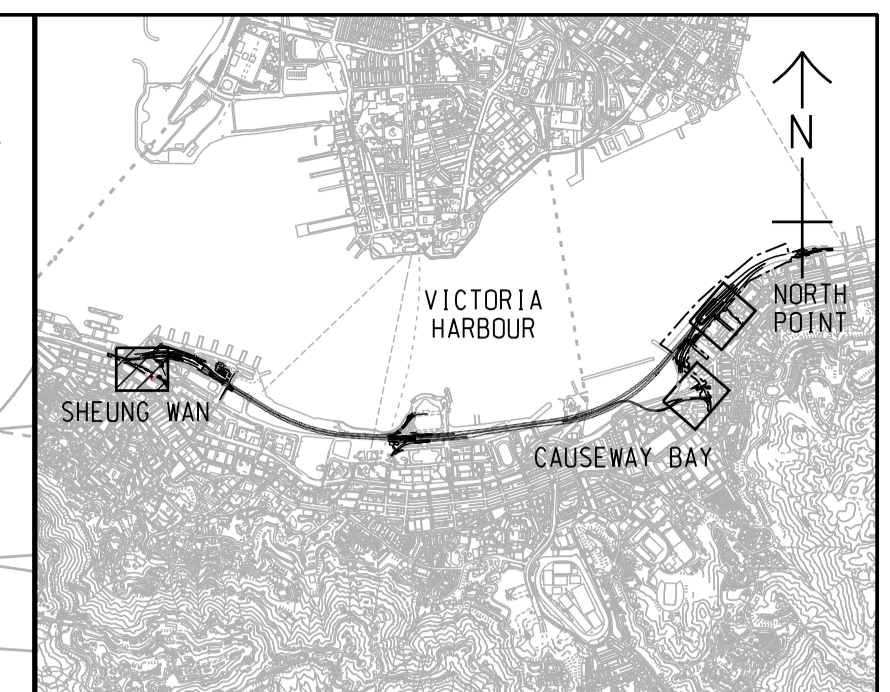 N
VICTORIA
HARBOUR
NORTH
POINT
SHEUNG WAN
CAUSEWAY BAY